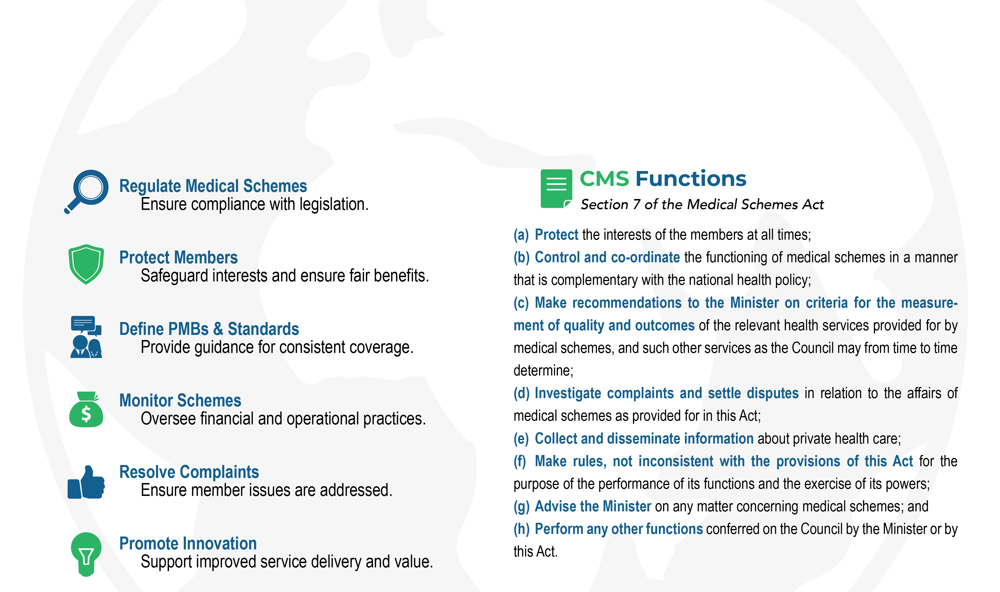 Regulate Medical Schemes
Ensure compliance with legislation.
Protect Members
Safeguard interests and ensure fair benefits.
Define PMBs & Standards
Provide guidance for consistent coverage.
Monitor Schemes
$
Oversee financial and operational practices.
Resolve Complaints
Ensure member issues are addressed.
Promote Innovation
Support improved service delivery and value.
CMS Functions
Section 7 of the Medical Schemes Act
(a) Protect the interests of the members at all times;
(b) Control and co-ordinate the functioning of medical schemes in a manner
that is complementary with the national health policy;
(c) Make recommendations to the Minister on criteria for the measure-
ment of quality and outcomes of the relevant health services provided for by
medical schemes, and such other services as the Council may from time to time
determine;
(d) Investigate complaints and settle disputes in relation to the affairs of
medical schemes as provided for in this Act;
(e) Collect and disseminate information about private health care;
(f) Make rules, not inconsistent with the provisions of this Act for the
purpose of the performance of its functions and the exercise of its powers;
(g) Advise the Minister on any matter concerning medical schemes; and
(h) Perform any other functions conferred on the Council by the Minister or by
this Act.